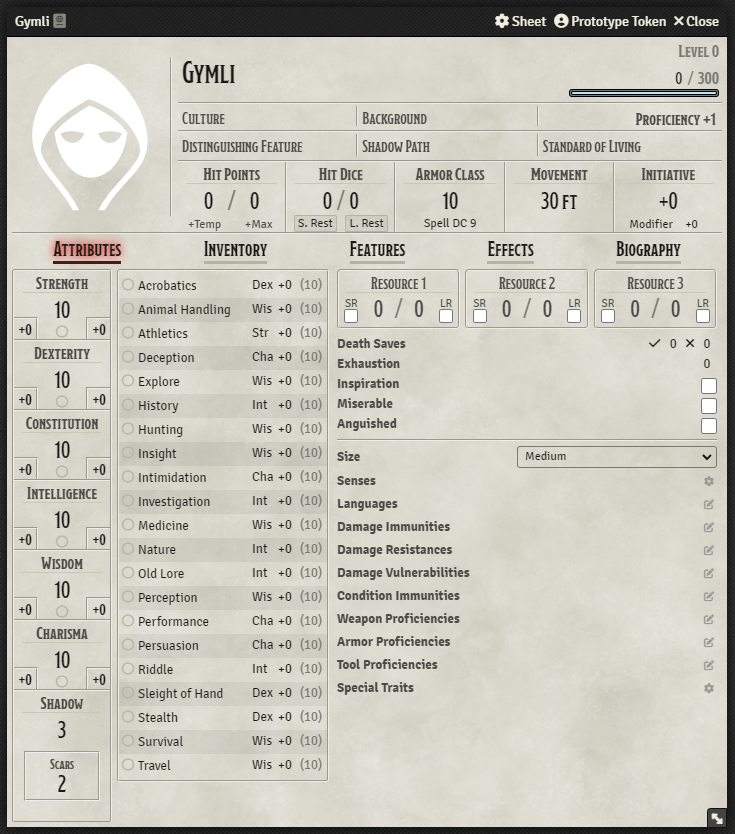 Gymli Sheet Prototype Token Close
Level 0
Gymli
0 / 300
Culture Background Proficiency +1
Distinguishing Feature Shadow Path Standard of Living
Hit Points Hit Dice Armor Class Movement Initiative
0 / 0 0 / 0 10 30 ft +0
+Temp +Max S. Rest L. Rest Spell DC 9 Modifier +0
Attributes Inventory Features Effects Biography
Strength
10
+0 +0
Dexterity
10
+0 +0
Constitution
10
+0 +0
Intelligence
10
+0 +0
Wisdom
10
+0 +0
Charisma
10
+0 +0
Shadow
3
Scars
2
Acrobatics Dex +0 (10)
Animal Handling Wis +0 (10)
Athletics Str +0 (10)
Deception Cha +0 (10)
Explore Wis +0 (10)
History Int +0 (10)
Hunting Wis +0 (10)
Insight Wis +0 (10)
Intimidation Cha +0 (10)
Investigation Int +0 (10)
Medicine Wis +0 (10)
Nature Int +0 (10)
Old Lore Int +0 (10)
Perception Wis +0 (10)
Performance Cha +0 (10)
Persuasion Cha +0 (10)
Riddle Int +0 (10)
Sleight of Hand Dex +0 (10)
Stealth Dex +0 (10)
Survival Wis +0 (10)
Travel Wis +0 (10)
Resource 1 Resource 2 Resource 3
SR 0 / 0 LR SR 0 / 0 LR SR 0 / 0 LR
Death Saves 0 0
Exhaustion 0
Inspiration
Miserable
Anguished
Size Medium
Senses
Languages
Damage Immunities
Damage Resistances
Damage Vulnerabilities
Condition Immunities
Weapon Proficiencies
Armor Proficiencies
Tool Proficiencies
Special Traits